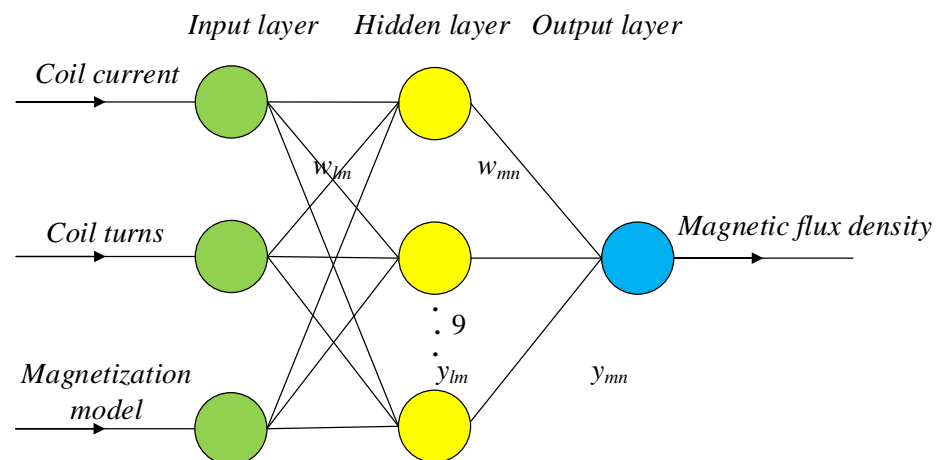 Input layer
Hidden layer
Output layer
Coil current
w_lm
w_mn
Coil turns
Magnetic flux density
9
Magnetization
model
y_lm
y_mn